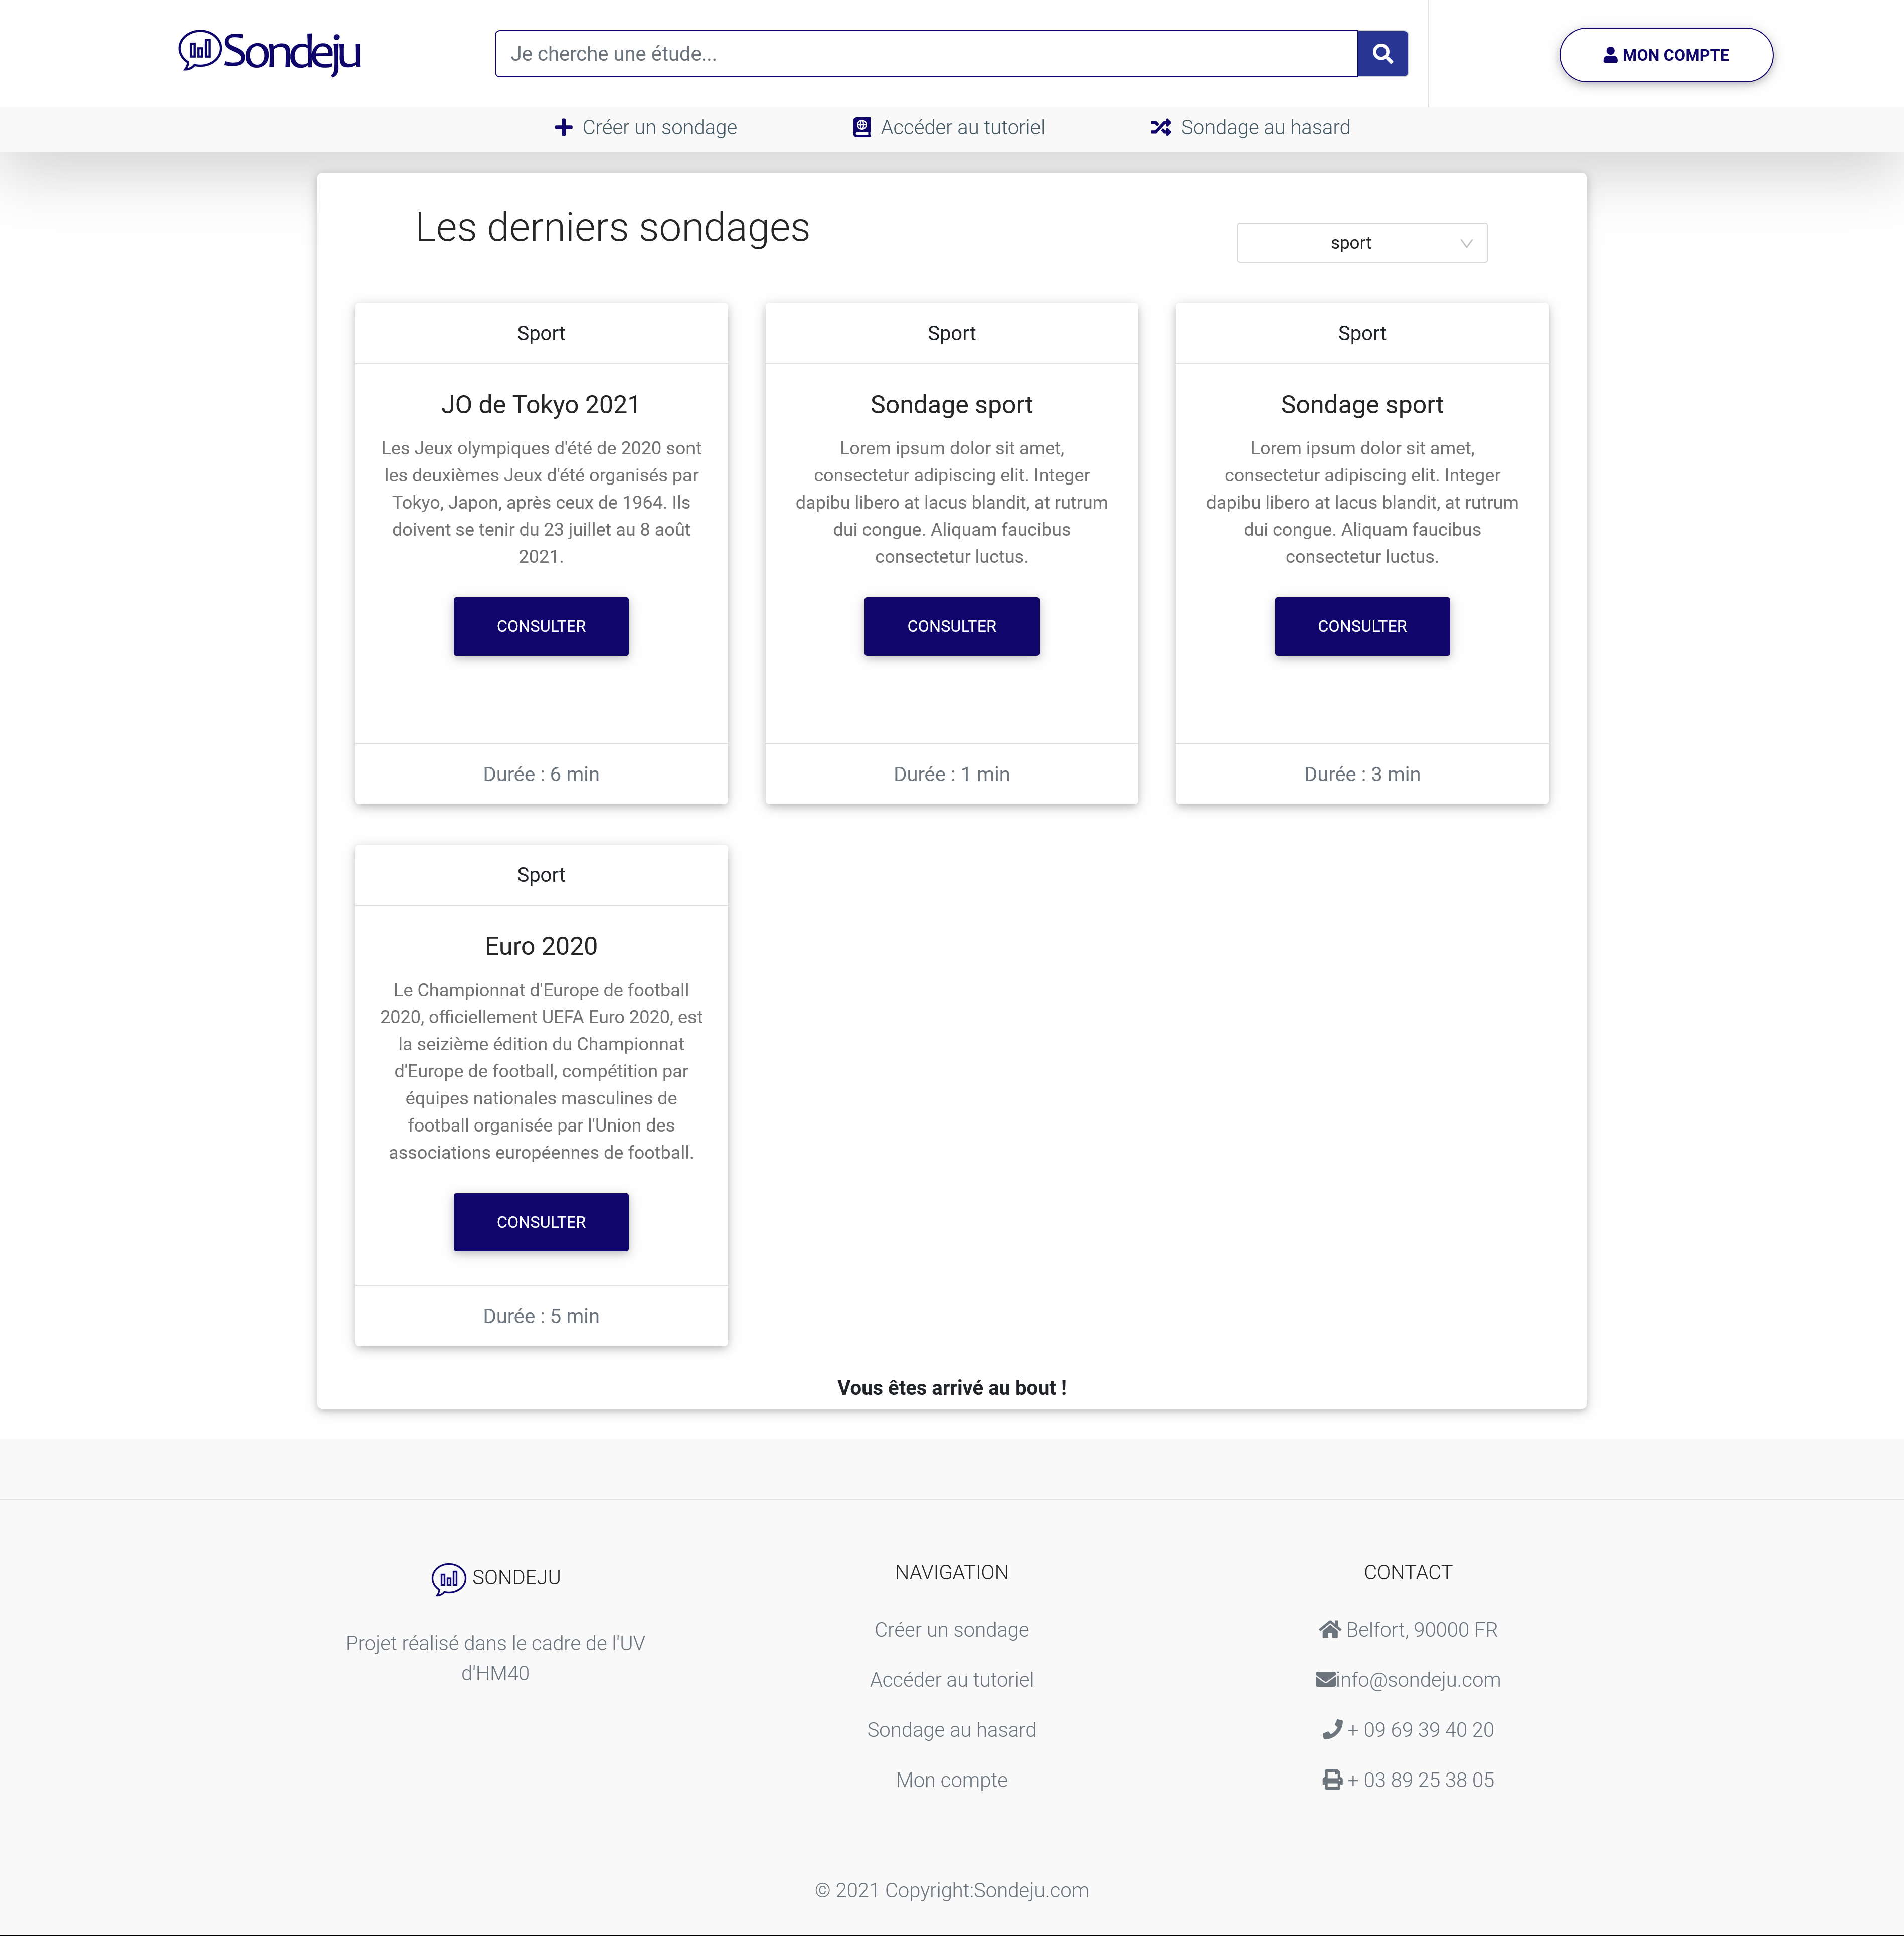 Sondeju
Je cherche une étude...
MON COMPTE
Créer un sondage
Accéder au tutoriel
Sondage au hasard
Les derniers sondages
sport
Sport
JO de Tokyo 2021
Les Jeux olympiques d'été de 2020 sont
les deuxièmes Jeux d'été organisés par
Tokyo, Japon, après ceux de 1964. Ils
doivent se tenir du 23 juillet au 8 août
2021.
CONSULTER
Durée : 6 min
Sport
Sondage sport
Lorem ipsum dolor sit amet,
consectetur adipiscing elit. Integer
dapibu libero at lacus blandit, at rutrum
dui congue. Aliquam faucibus
consectetur luctus.
CONSULTER
Durée : 1 min
Sport
Sondage sport
Lorem ipsum dolor sit amet,
consectetur adipiscing elit. Integer
dapibu libero at lacus blandit, at rutrum
dui congue. Aliquam faucibus
consectetur luctus.
CONSULTER
Durée : 3 min
Sport
Euro 2020
Le Championnat d'Europe de football
2020, officiellement UEFA Euro 2020, est
la seizième édition du Championnat
d'Europe de football, compétition par
équipes nationales masculines de
football organisée par l'Union des
associations européennes de football.
CONSULTER
Durée : 5 min
Vous êtes arrivé au bout !
SONDEJU
Projet réalisé dans le cadre de l'UV
d'HM40
NAVIGATION
Créer un sondage
Accéder au tutoriel
Sondage au hasard
Mon compte
CONTACT
Belfort, 90000 FR
info@sondeju.com
+ 09 69 39 40 20
+ 03 89 25 38 05
© 2021 Copyright:Sondeju.com